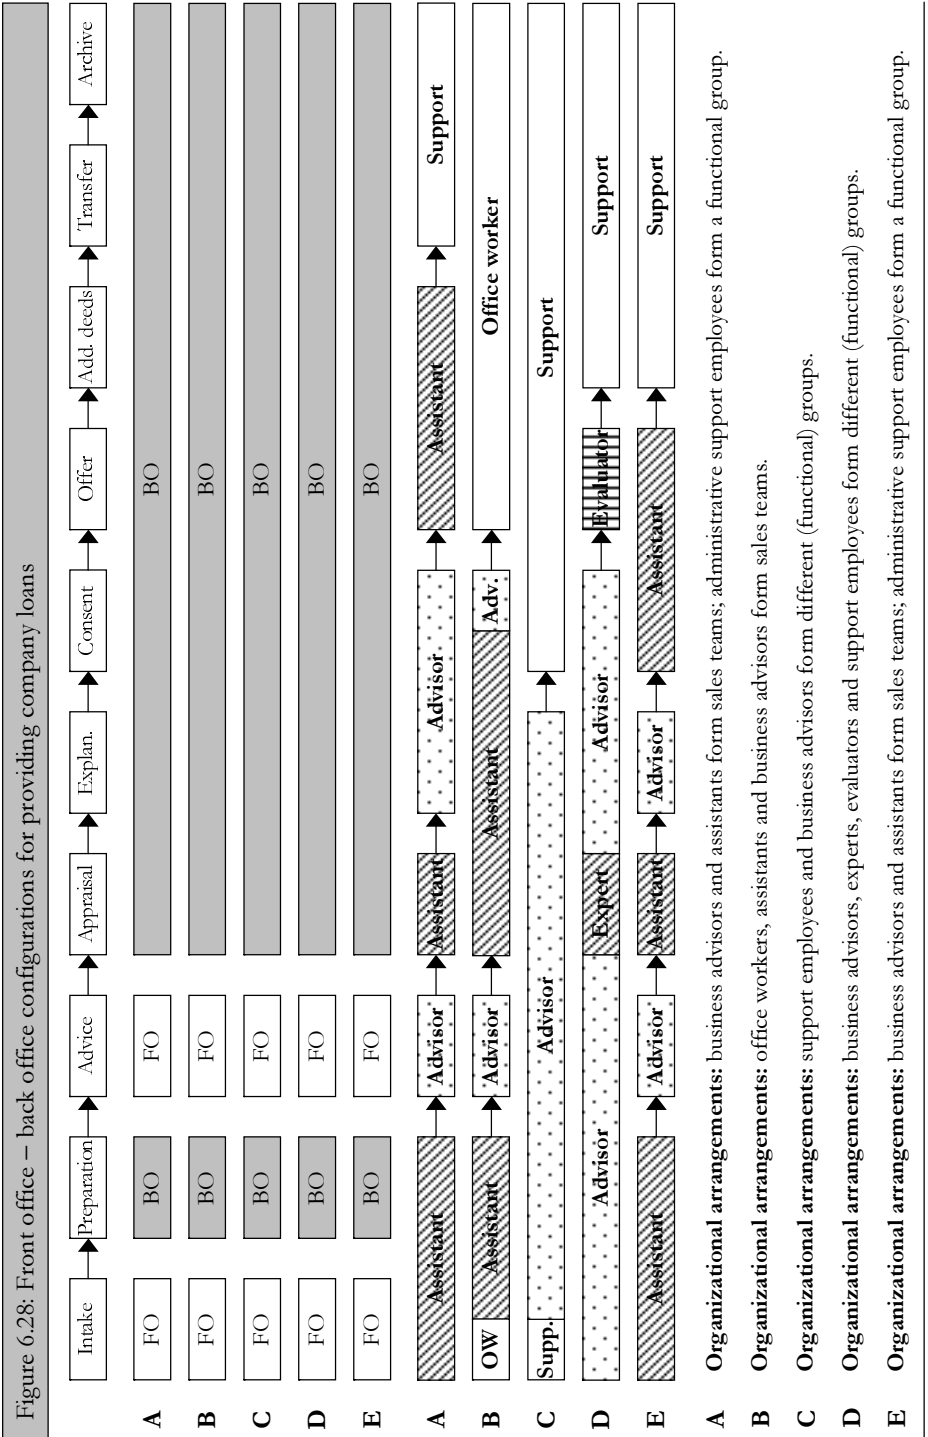 Figure 6.28: Front office – back office configurations for providing company loans
Intake Preparation Advice Appraisal Explan. Consent Offer Add. deeds Transfer Archive
A FO BO FO BO
B FO BO FO BO
C FO BO FO BO
D FO BO FO BO
E FO BO FO BO
A Assistant Advisor Assistant Advisor Assistant Support
B OW Assistant Advisor Assistant Adv. Office worker
C Supp. Advisor Support
D Advisor Expert Advisor Evaluator Support
E Assistant Advisor Assistant Advisor Assistant Support
A Organizational arrangements: business advisors and assistants form sales teams; administrative support employees form a functional group.
B Organizational arrangements: office workers, assistants and business advisors form sales teams.
C Organizational arrangements: support employees and business advisors form different (functional) groups.
D Organizational arrangements: business advisors, experts, evaluators and support employees form different (functional) groups.
E Organizational arrangements: business advisors and assistants form sales teams; administrative support employees form a functional group.